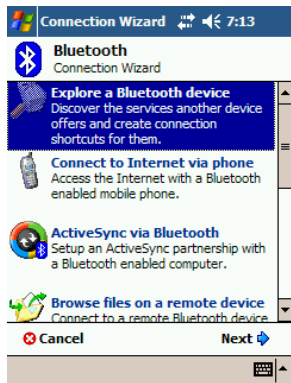 Connection Wizard 7:13
Bluetooth
Connection Wizard
Explore a Bluetooth device
Discover the services another device
offers and create connection
shortcuts for them.
Connect to Internet via phone
Access the Internet with a Bluetooth
enabled mobile phone.
ActiveSync via Bluetooth
Setup an ActiveSync partnership with
a Bluetooth enabled computer.
Browse files on a remote device
Connect to a remote Bluetooth device
Cancel Next